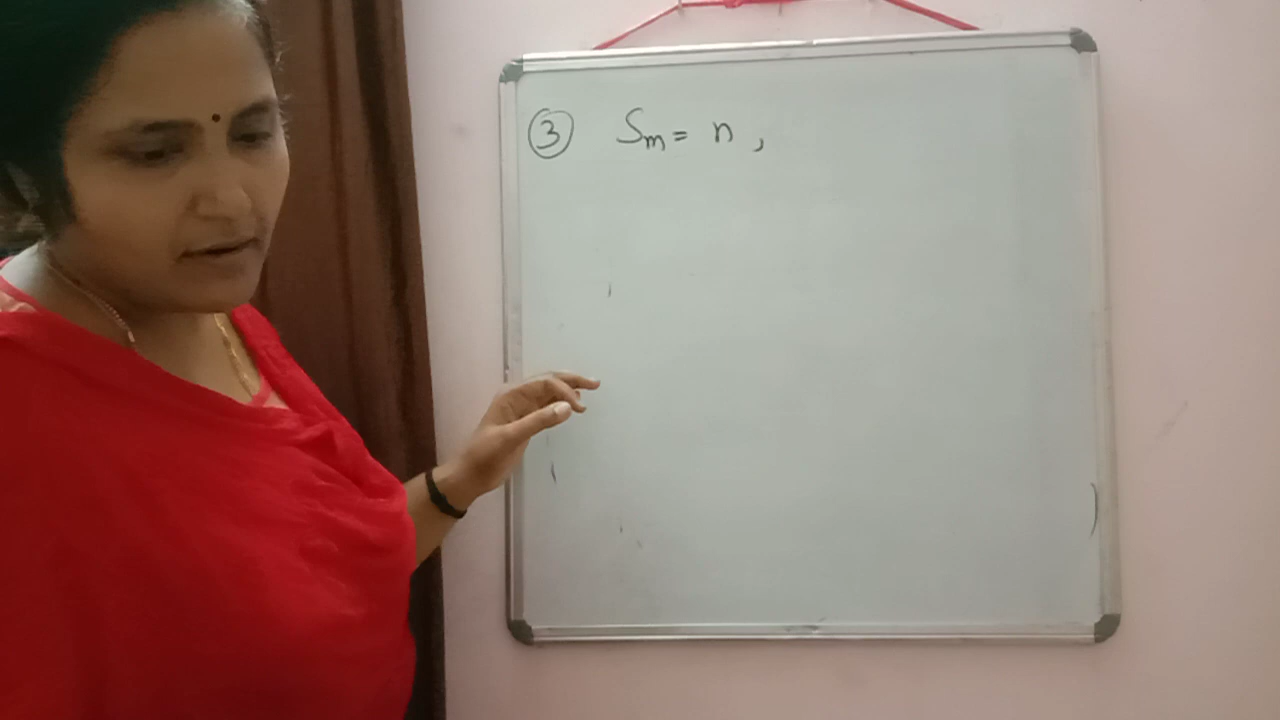 ③ Sm = n ,